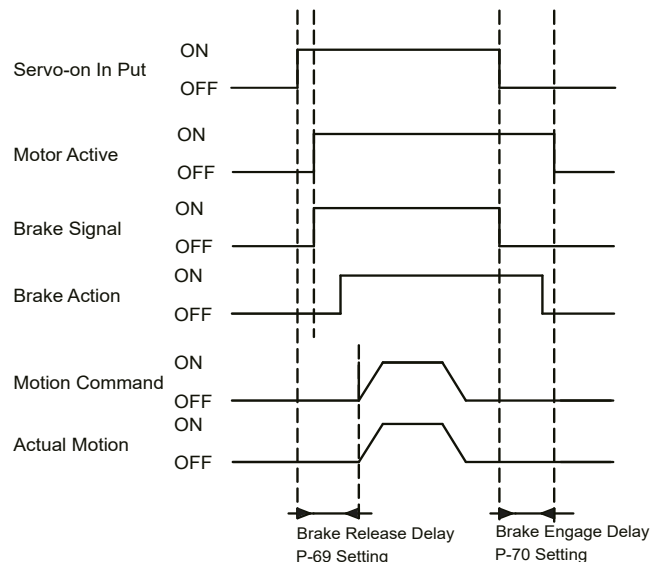 ON
Servo-on In Put
OFF
ON
Motor Active
OFF
ON
Brake Signal
OFF
ON
Brake Action
OFF
ON
Motion Command
OFF
ON
Actual Motion
OFF
Brake Release Delay
P-69 Setting
Brake Engage Delay
P-70 Setting